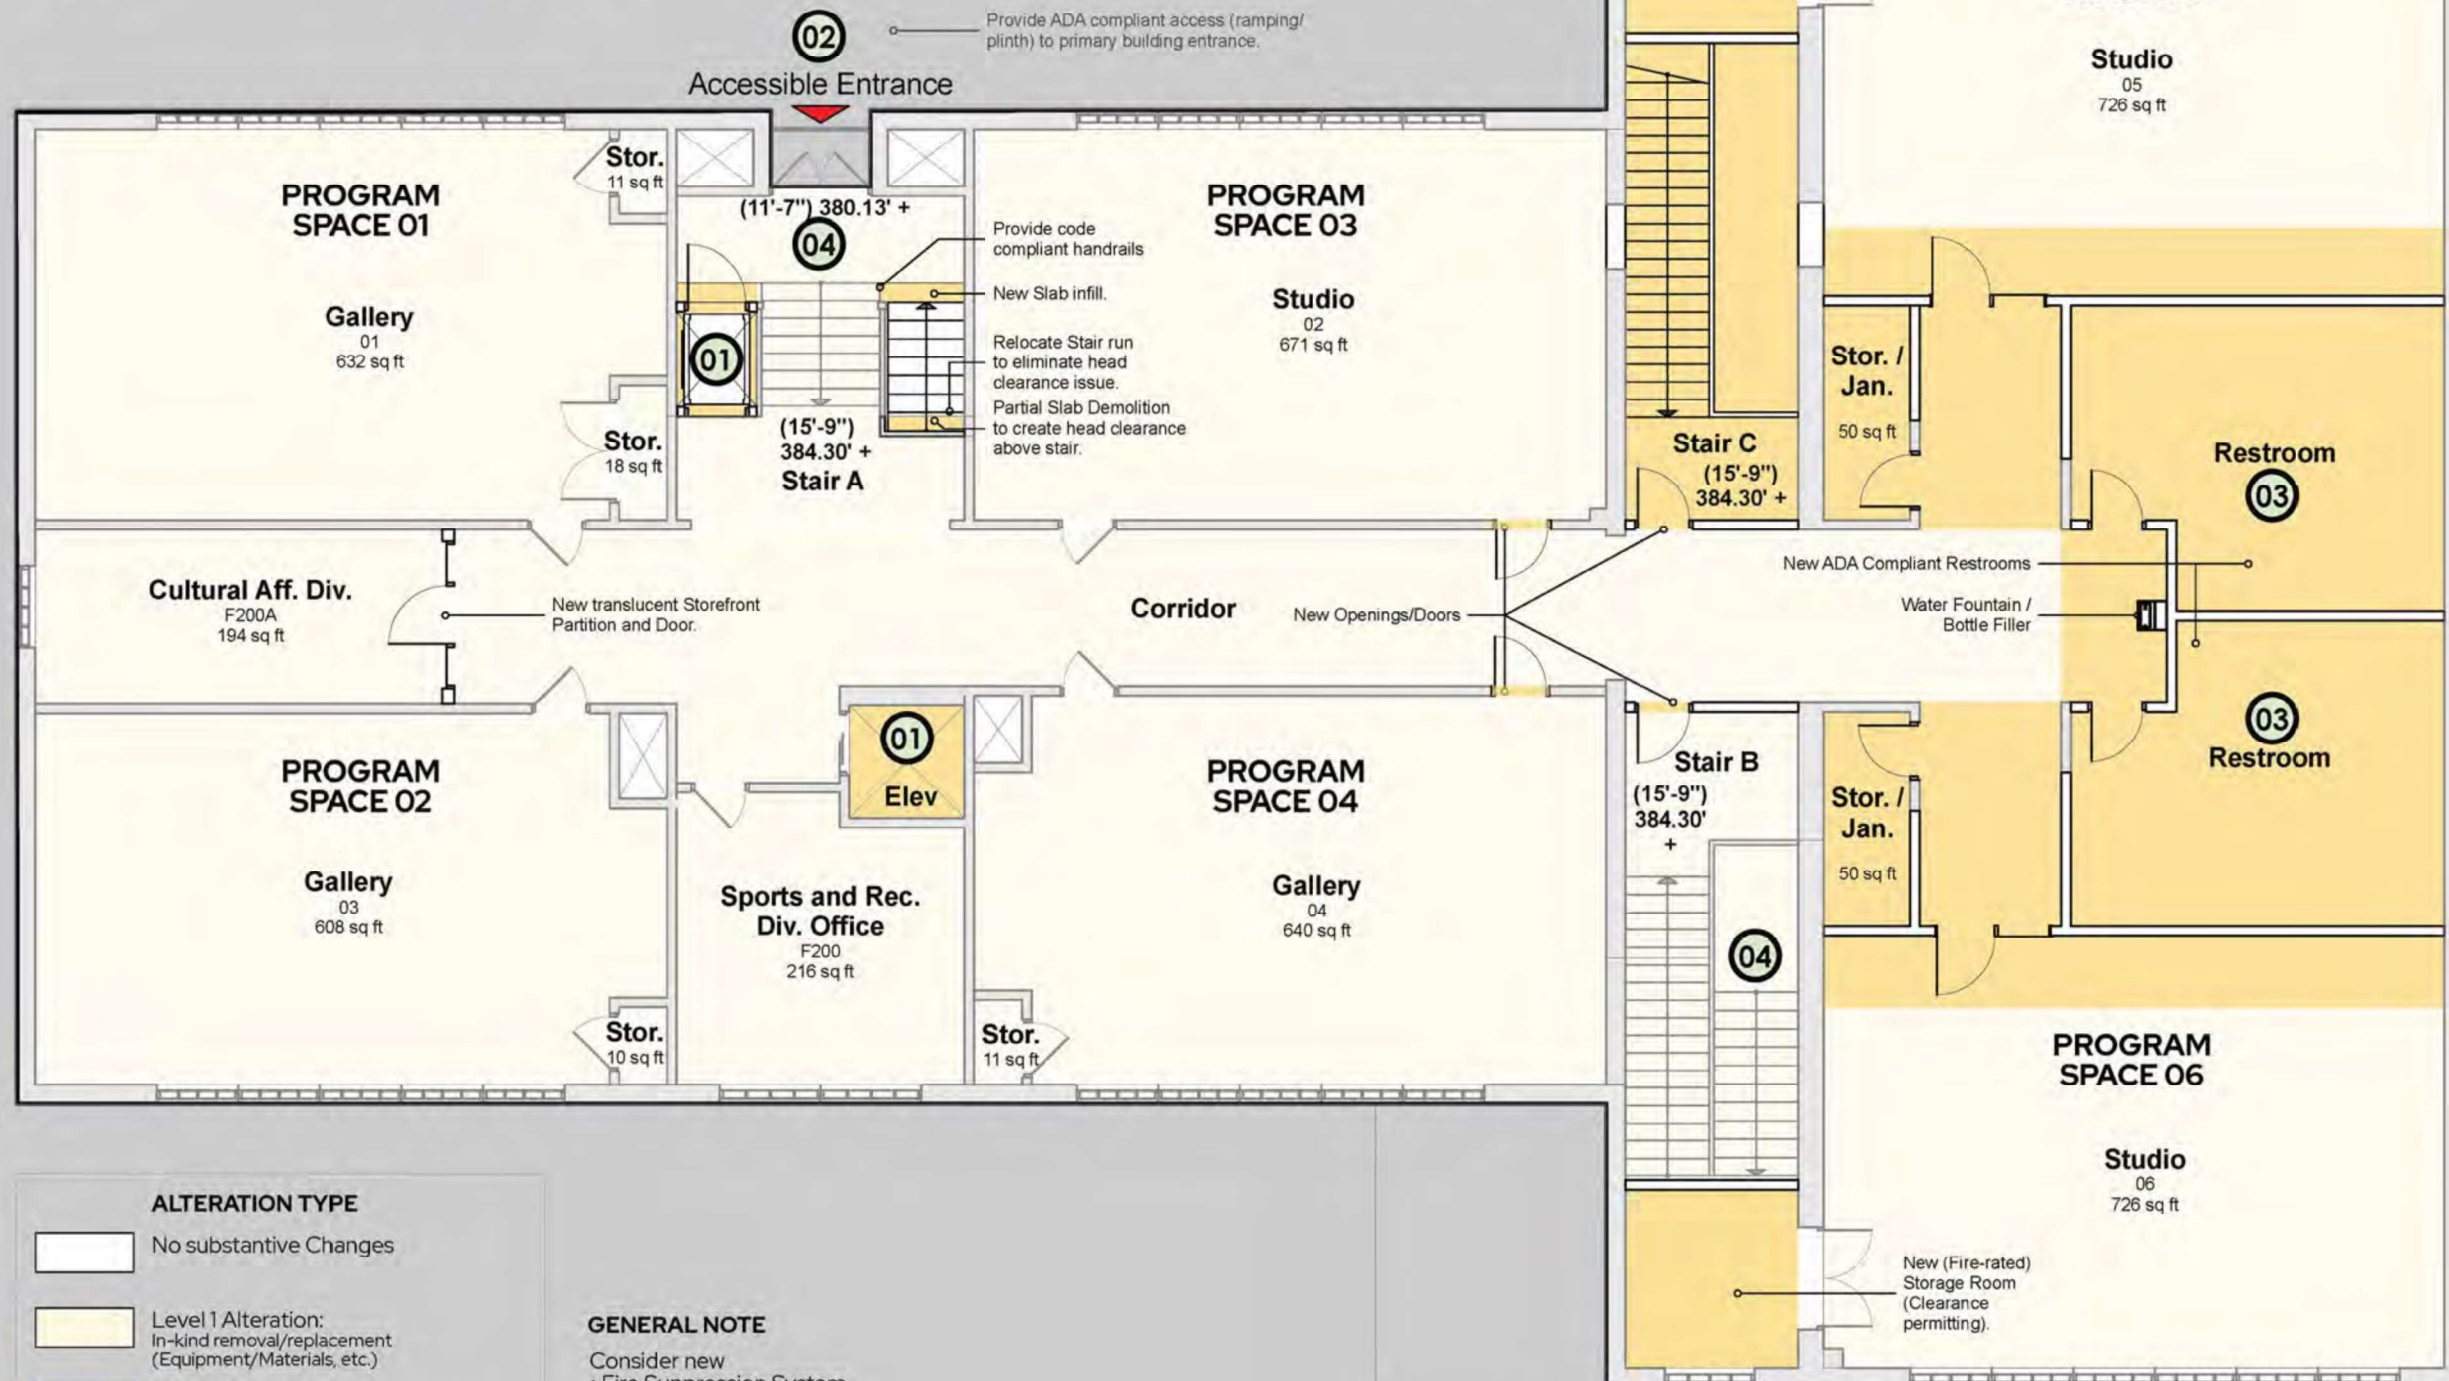 02
Provide ADA compliant access (ramping/
plinth) to primary building entrance.
Accessible Entrance
Studio
05
726 sq ft
PROGRAM
SPACE 01
Gallery
01
632 sq ft
Stor.
11 sq ft
Stor.
18 sq ft
(11'-7") 380.13' +
04
01
(15'-9")
384.30' +
Stair A
Provide code
compliant handrails
New Slab infill.
Relocate Stair run
to eliminate head
clearance issue.
Partial Slab Demolition
to create head clearance
above stair.
PROGRAM
SPACE 03
Studio
02
671 sq ft
Stair C
(15'-9")
384.30' +
Stor. /
Jan.
50 sq ft
Restroom
03
Cultural Aff. Div.
F200A
194 sq ft
New translucent Storefront
Partition and Door.
Corridor
New Openings/Doors
New ADA Compliant Restrooms
Water Fountain /
Bottle Filler
03
Restroom
PROGRAM
SPACE 02
Gallery
03
608 sq ft
Stor.
10 sq ft
01
Elev
Sports and Rec.
Div. Office
F200
216 sq ft
Stor.
11 sq ft
PROGRAM
SPACE 04
Gallery
04
640 sq ft
Stair B
(15'-9")
384.30'
+
04
Stor. /
Jan.
50 sq ft
PROGRAM
SPACE 06
Studio
06
726 sq ft
New (Fire-rated)
Storage Room
(Clearance
permitting).
ALTERATION TYPE
No substantive Changes
Level 1 Alteration:
In-kind removal/replacement
(Equipment/Materials, etc.)
GENERAL NOTE
Consider new
• Fire Suppression System